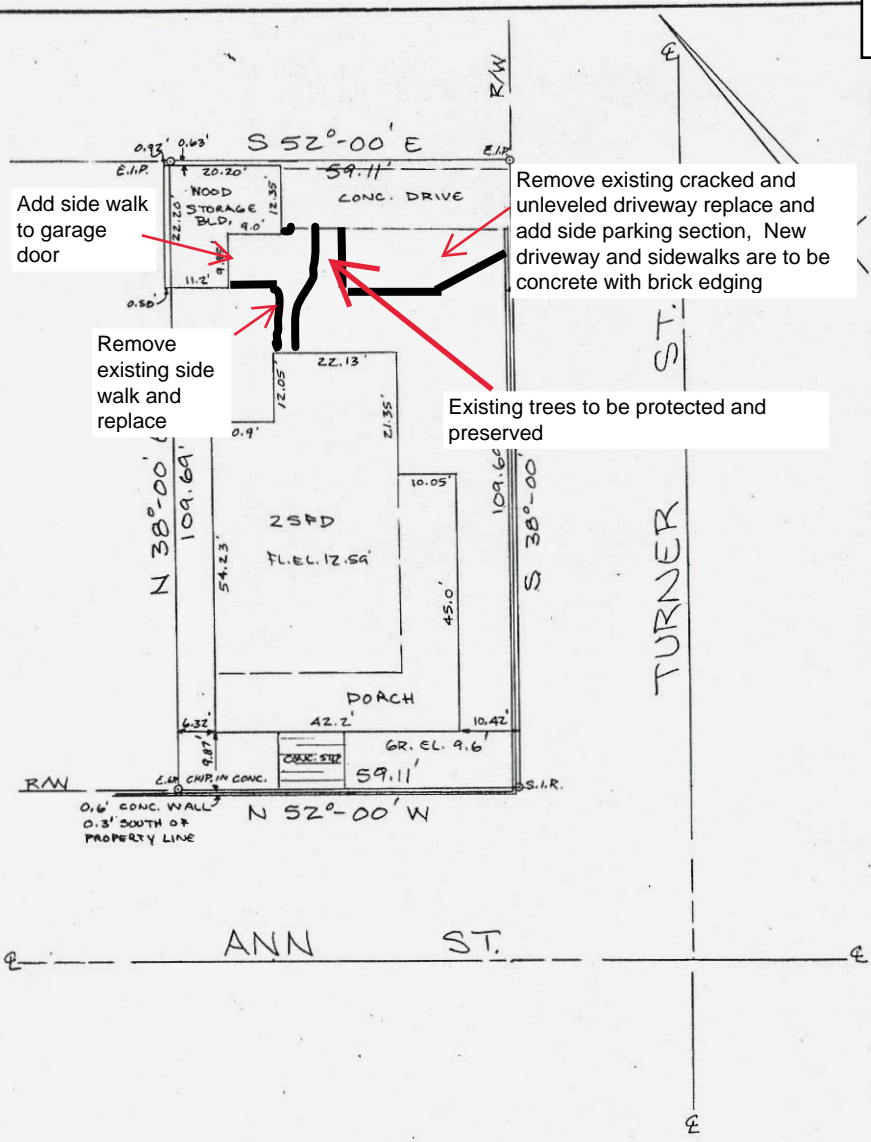 ℄
R/W
S 52°-00' E
0.92' 0.63'
E.I.P.
E.I.P.
20.20'
59.11'
WOOD
STORAGE
BLD.
12.35'
CONC. DRIVE
22.20'
9.0'
9.85'
11.2'
0.50'
Add side walk
to garage
door
Remove existing cracked and
unleveled driveway replace and
add side parking section, New
driveway and sidewalks are to be
concrete with brick edging
Remove
existing side
walk and
replace
Existing trees to be protected and
preserved
22.13'
12.05'
21.35'
0.9'
10.05'
N 38°-00'
109.69'
54.23'
2SFD
FL.EL.12.59'
45.0'
109.6
S 38°-00'
TURNER ST.
PORCH
6.32'
42.2'
10.42'
9.87'
GR. EL. 9.6'
59.11'
R/W
CHIP. IN CONC.
S.I.R.
0.6' CONC. WALL
0.3' SOUTH OF
PROPERTY LINE
N 52°-00' W
ANN ST.
℄
℄
℄